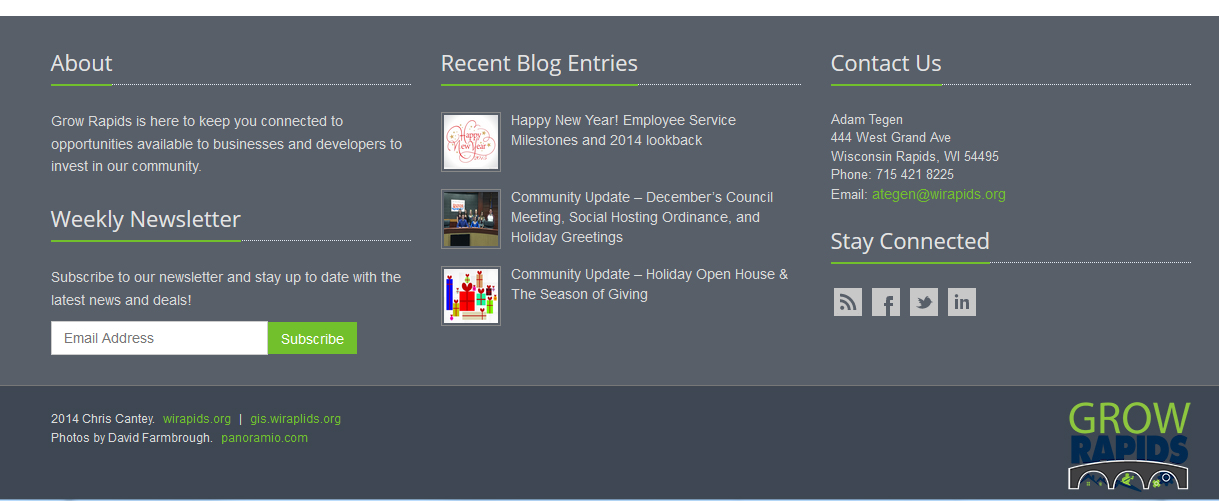 About
Grow Rapids is here to keep you connected to
opportunities available to businesses and developers to
invest in our community.
Weekly Newsletter
Subscribe to our newsletter and stay up to date with the
latest news and deals!
Email Address
Subscribe
Recent Blog Entries
Happy New Year
Happy New Year! Employee Service
Milestones and 2014 lookback
Community Update – December’s Council
Meeting, Social Hosting Ordinance, and
Holiday Greetings
Community Update – Holiday Open House &
The Season of Giving
Contact Us
Adam Tegen
444 West Grand Ave
Wisconsin Rapids, WI 54495
Phone: 715 421 8225
Email: ategen@wirapids.org
Stay Connected
f
in
2014 Chris Cantey. wirapids.org | gis.wiraplids.org
Photos by David Farmbrough. panoramio.com
GROW
RAPIDS